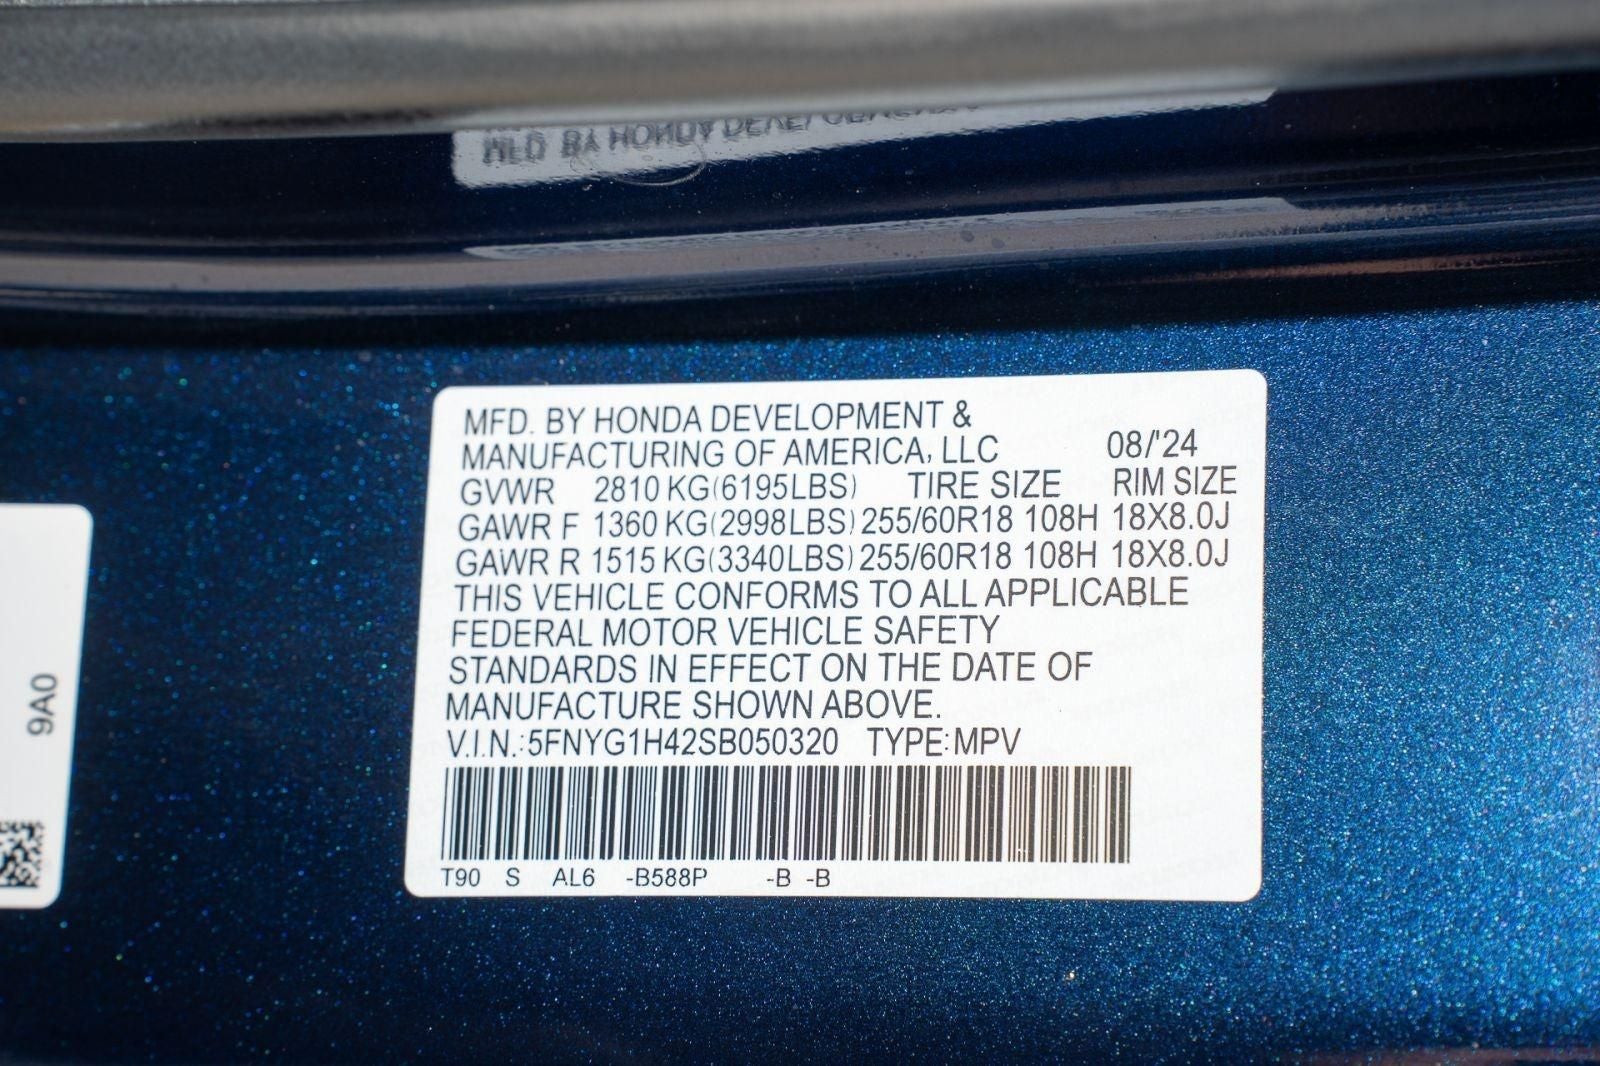 MFD. BY HONDA DEVELOPMENT &
MANUFACTURING OF AMERICA, LLC 08/'24
GVWR 2810 KG(6195LBS) TIRE SIZE RIM SIZE
GAWR F 1360 KG(2998LBS) 255/60R18 108H 18X8.0J
GAWR R 1515 KG(3340LBS) 255/60R18 108H 18X8.0J
THIS VEHICLE CONFORMS TO ALL APPLICABLE
FEDERAL MOTOR VEHICLE SAFETY
STANDARDS IN EFFECT ON THE DATE OF
MANUFACTURE SHOWN ABOVE.
V.I.N.:5FNYG1H42SB050320 TYPE:MPV
T90 S AL6 -B588P -B -B
9A0
MFD BY HONDA